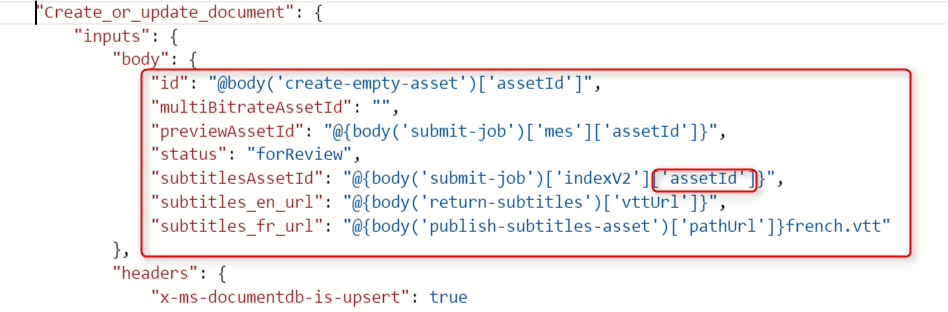 "Create_or_update_document": {
"inputs": {
"body": {
"id": "@body('create-empty-asset')['assetId']",
"multiBitrateAssetId": "",
"previewAssetId": "@{body('submit-job')['mes']['assetId']}",
"status": "forReview",
"subtitlesAssetId": "@{body('submit-job')['indexV2']['assetId']}",
"subtitles_en_url": "@{body('return-subtitles')['vttUrl']}",
"subtitles_fr_url": "@{body('publish-subtitles-asset')['pathUrl']}french.vtt"
},
"headers": {
"x-ms-documentdb-is-upsert": true